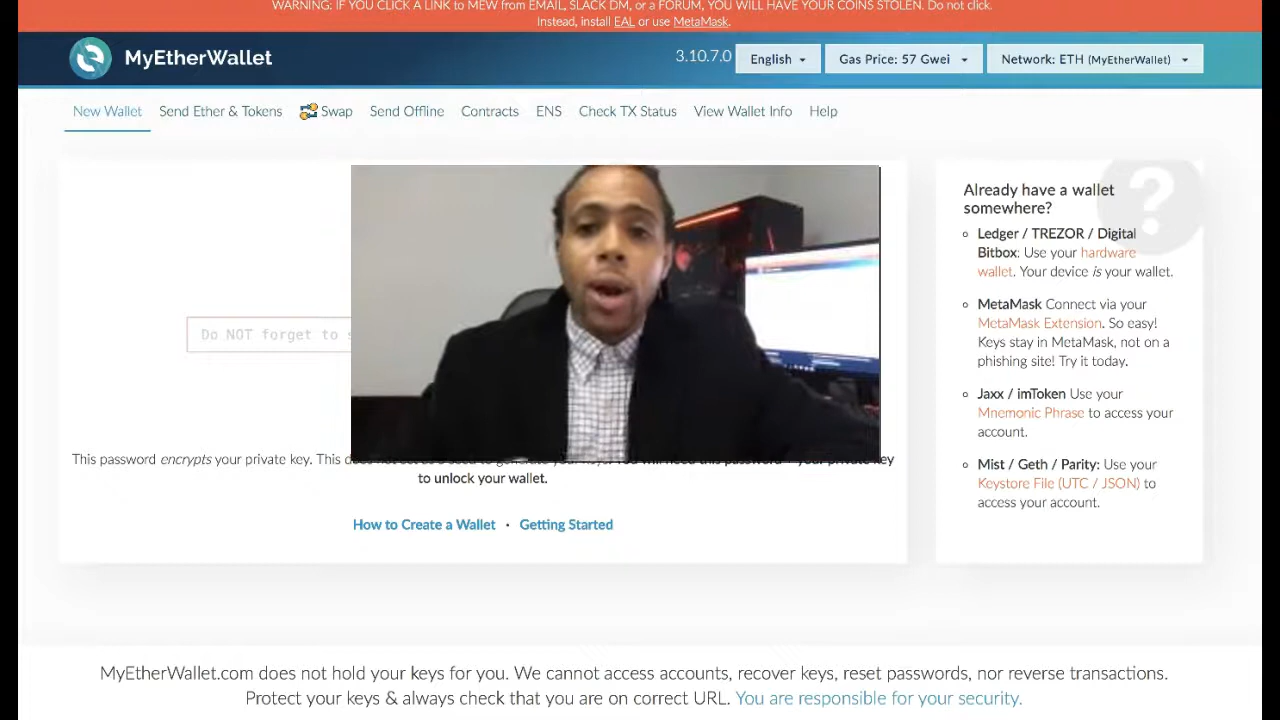 WARNING: IF YOU CLICK A LINK to MEW from EMAIL, SLACK DM, or a FORUM, YOU WILL HAVE YOUR COINS STOLEN. Do not click.
Instead, install EAL or use MetaMask.
MyEtherWallet
3.10.7.0
English
Gas Price: 57 Gwei
Network: ETH (MyEtherWallet)
New Wallet
Send Ether & Tokens
Swap
Send Offline
Contracts
ENS
Check TX Status
View Wallet Info
Help
Do NOT forget to
This password encrypts your private key. This
key
to unlock your wallet.
How to Create a Wallet · Getting Started
Already have a wallet
somewhere?
Ledger / TREZOR / Digital
Bitbox: Use your hardware
wallet. Your device is your wallet.
MetaMask Connect via your
MetaMask Extension. So easy!
Keys stay in MetaMask, not on a
phishing site! Try it today.
Jaxx / imToken Use your
Mnemonic Phrase to access your
account.
Mist / Geth / Parity: Use your
Keystore File (UTC / JSON) to
access your account.
MyEtherWallet.com does not hold your keys for you. We cannot access accounts, recover keys, reset passwords, nor reverse transactions.
Protect your keys & always check that you are on correct URL. You are responsible for your security.